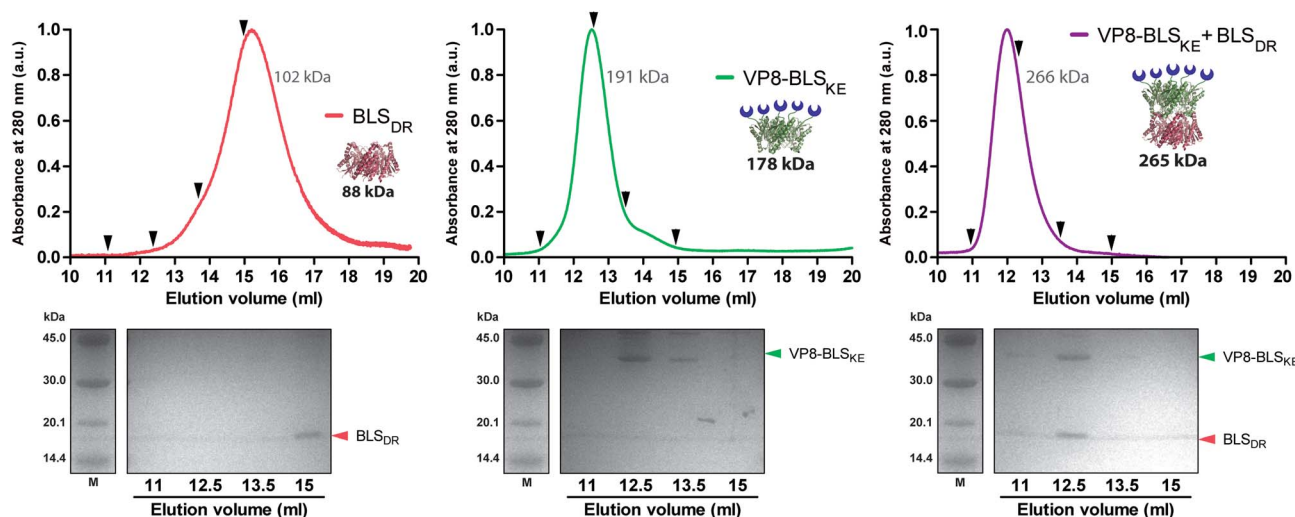 Absorbance at 280 nm (a.u.)
1.0
0.8
0.6
0.4
0.2
0.0
102 kDa
BLS_DR
88 kDa
10 11 12 13 14 15 16 17 18 19 20
Elution volume (ml)
Absorbance at 280 nm (a.u.)
1.0
0.8
0.6
0.4
0.2
0.0
191 kDa
VP8-BLS_KE
178 kDa
10 11 12 13 14 15 16 17 18 19 20
Elution volume (ml)
Absorbance at 280 nm (a.u.)
1.0
0.8
0.6
0.4
0.2
0.0
VP8-BLS_KE + BLS_DR
266 kDa
265 kDa
10 11 12 13 14 15 16 17 18 19 20
Elution volume (ml)
kDa
45.0
30.0
20.1
14.4
M
BLS_DR
11 12.5 13.5 15
Elution volume (ml)
kDa
45.0
30.0
20.1
14.4
M
VP8-BLS_KE
11 12.5 13.5 15
Elution volume (ml)
kDa
45.0
30.0
20.1
14.4
M
VP8-BLS_KE
BLS_DR
11 12.5 13.5 15
Elution volume (ml)